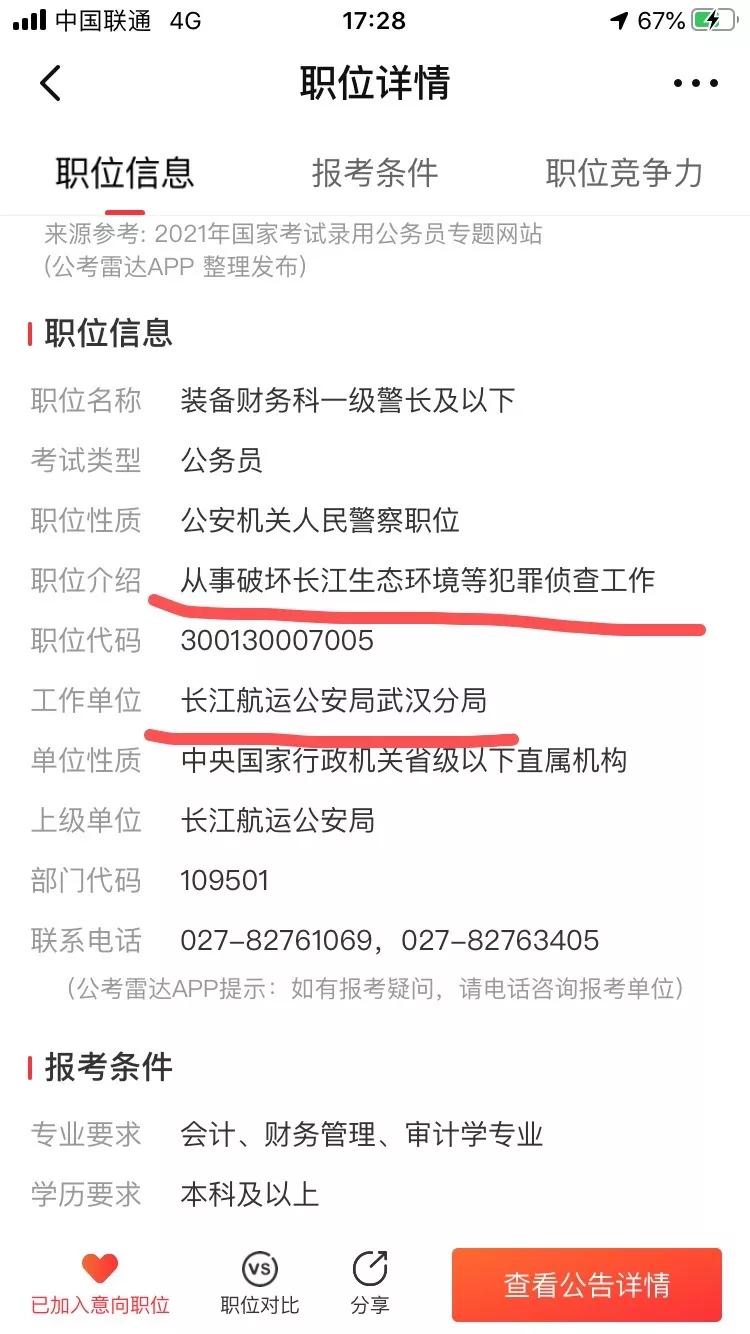 中国联通 4G 17:28 67%
职位详情
职位信息 报考条件 职位竞争力
来源参考: 2021年国家考试录用公务员专题网站
(公考雷达APP 整理发布)
职位信息
职位名称 装备财务科一级警长及以下
考试类型 公务员
职位性质 公安机关人民警察职位
职位介绍 从事破坏长江生态环境等犯罪侦查工作
职位代码 300130007005
工作单位 长江航运公安局武汉分局
单位性质 中央国家行政机关省级以下直属机构
上级单位 长江航运公安局
部门代码 109501
联系电话 027-82761069，027-82763405
（公考雷达APP提示：如有报考疑问，请电话咨询报考单位）
报考条件
专业要求 会计、财务管理、审计学专业
学历要求 本科及以上
VS
已加入意向职位 职位对比 分享 查看公告详情